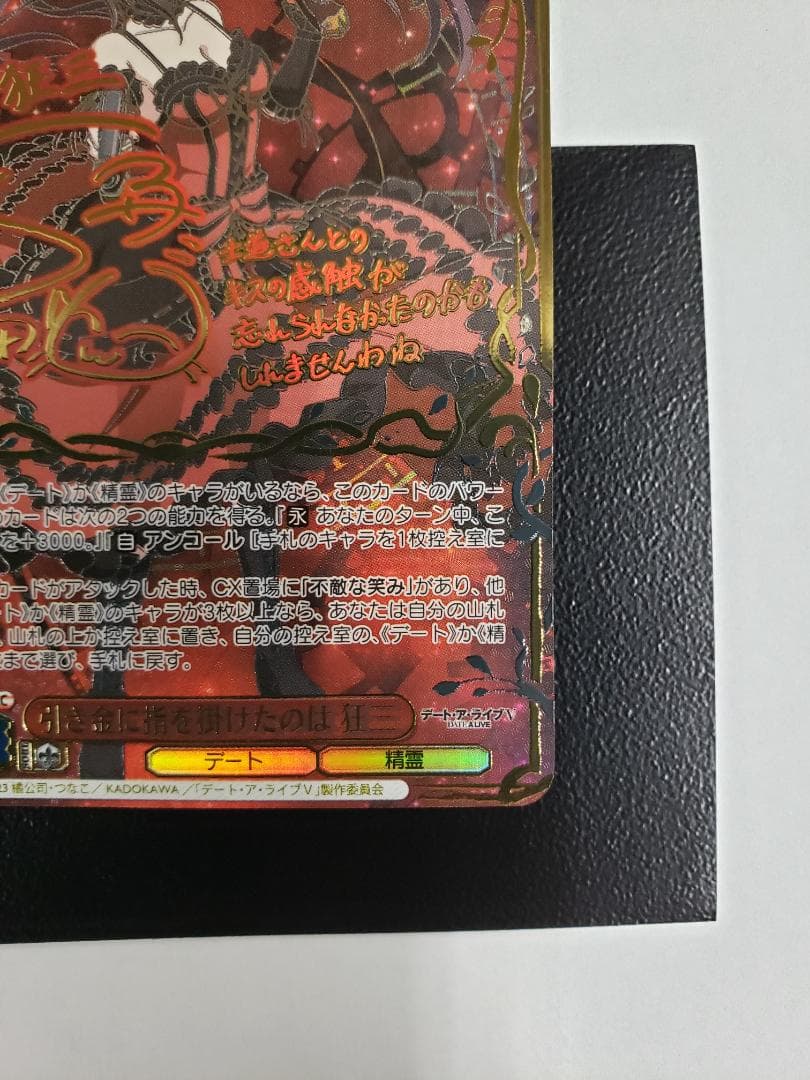 狂三
士道さんとの
キスの感触が
忘れられなかったのかも
しれませんわね
《デート》か《精霊》のキャラがいるなら、このカードのパワー
カードは次の2つの能力を得る。『永 あなたのターン中、こ
を+3000。』『自 アンコール [手札のキャラを1枚控え室に
カードがアタックした時、CX置場に「不敵な笑み」があり、他
ート》か《精霊》のキャラが3枚以上なら、あなたは自分の山札
、山札の上から控え室に置き、自分の控え室の、《デート》か《精
まで選び、手札に戻す。
引き金に指を掛けたのは 狂三
デート・ア・ライブV
DATE A LIVE
デート 精霊
23 橘公司・つなこ／KADOKAWA／「デート・ア・ライブV」製作委員会